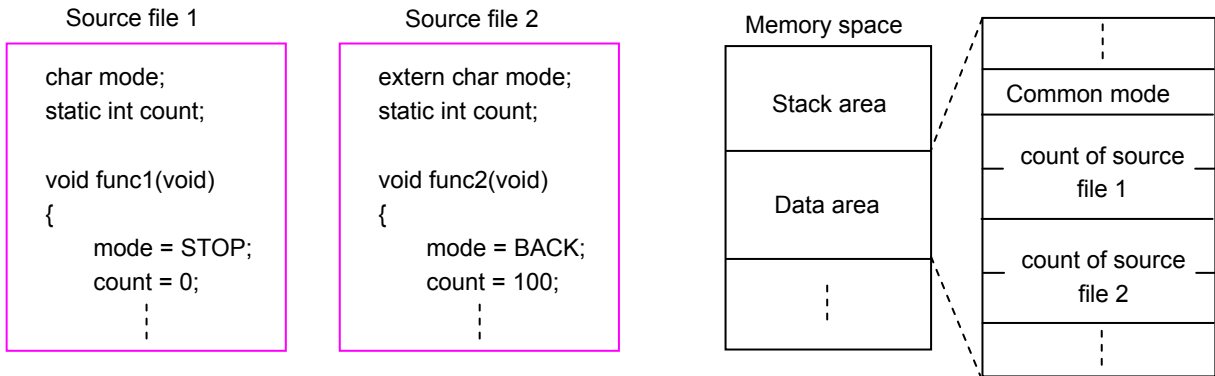 Source file 1
char mode;
static int count;
void func1(void)
{
mode = STOP;
count = 0;
Source file 2
extern char mode;
static int count;
void func2(void)
{
mode = BACK;
count = 100;
Memory space
Stack area
Data area
Common mode
count of source
file 1
count of source
file 2